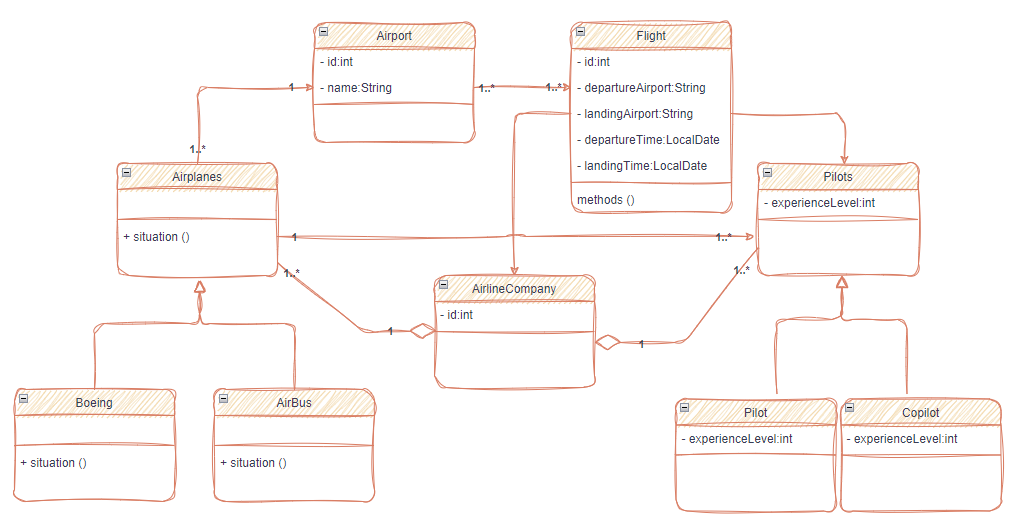 Airport
- id:int
- name:String
Flight
- id:int
- departureAirport:String
- landingAirport:String
- departureTime:LocalDate
- landingTime:LocalDate
methods ()
1
1..*
1..*
1..*
Airplanes
+ situation ()
Pilots
- experienceLevel:int
1
1..*
1..*
1..*
AirlineCompany
- id:int
1
1
Boeing
+ situation ()
AirBus
+ situation ()
Pilot
- experienceLevel:int
Copilot
- experienceLevel:int